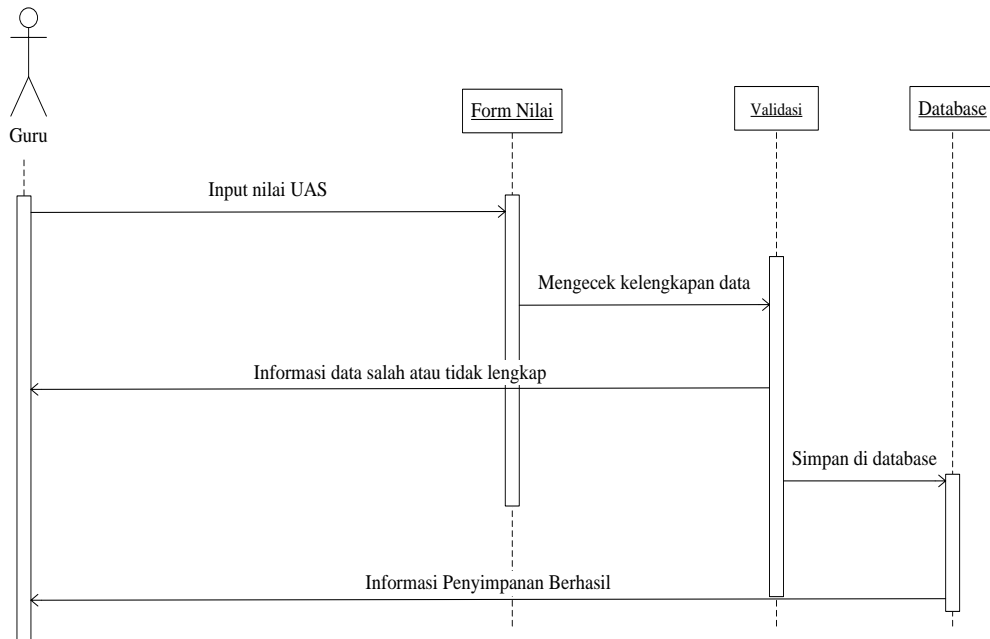 Guru
Form Nilai
Validasi
Database
Input nilai UAS
Mengecek kelengkapan data
Informasi data salah atau tidak lengkap
Simpan di database
Informasi Penyimpanan Berhasil